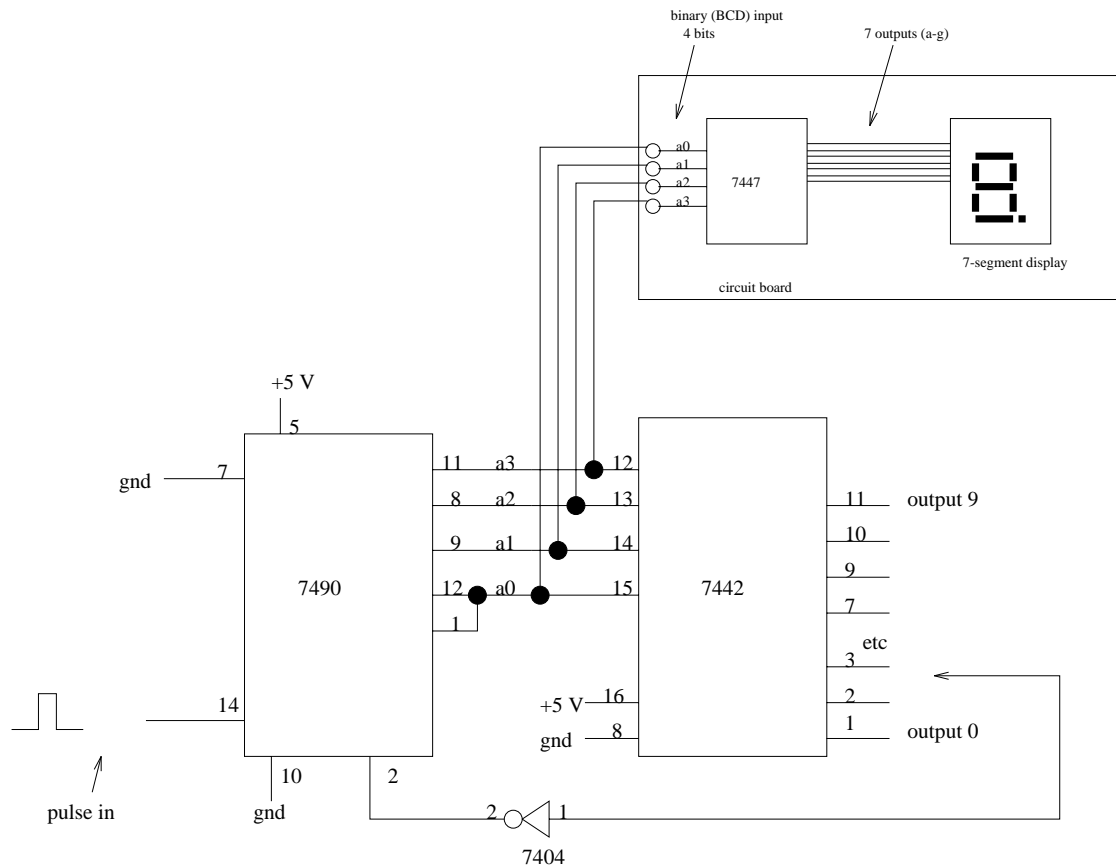 binary (BCD) input
4 bits
7 outputs (a-g)
a0
a1
a2
a3
7447
7-segment display
circuit board
+5 V
5
gnd
7
11
a3
12
8
a2
13
9
a1
14
12
a0
15
1
7490
7442
11
output 9
10
9
7
etc
3
2
1
output 0
14
+5 V
16
gnd
8
pulse in
10
gnd
2
2
1
7404